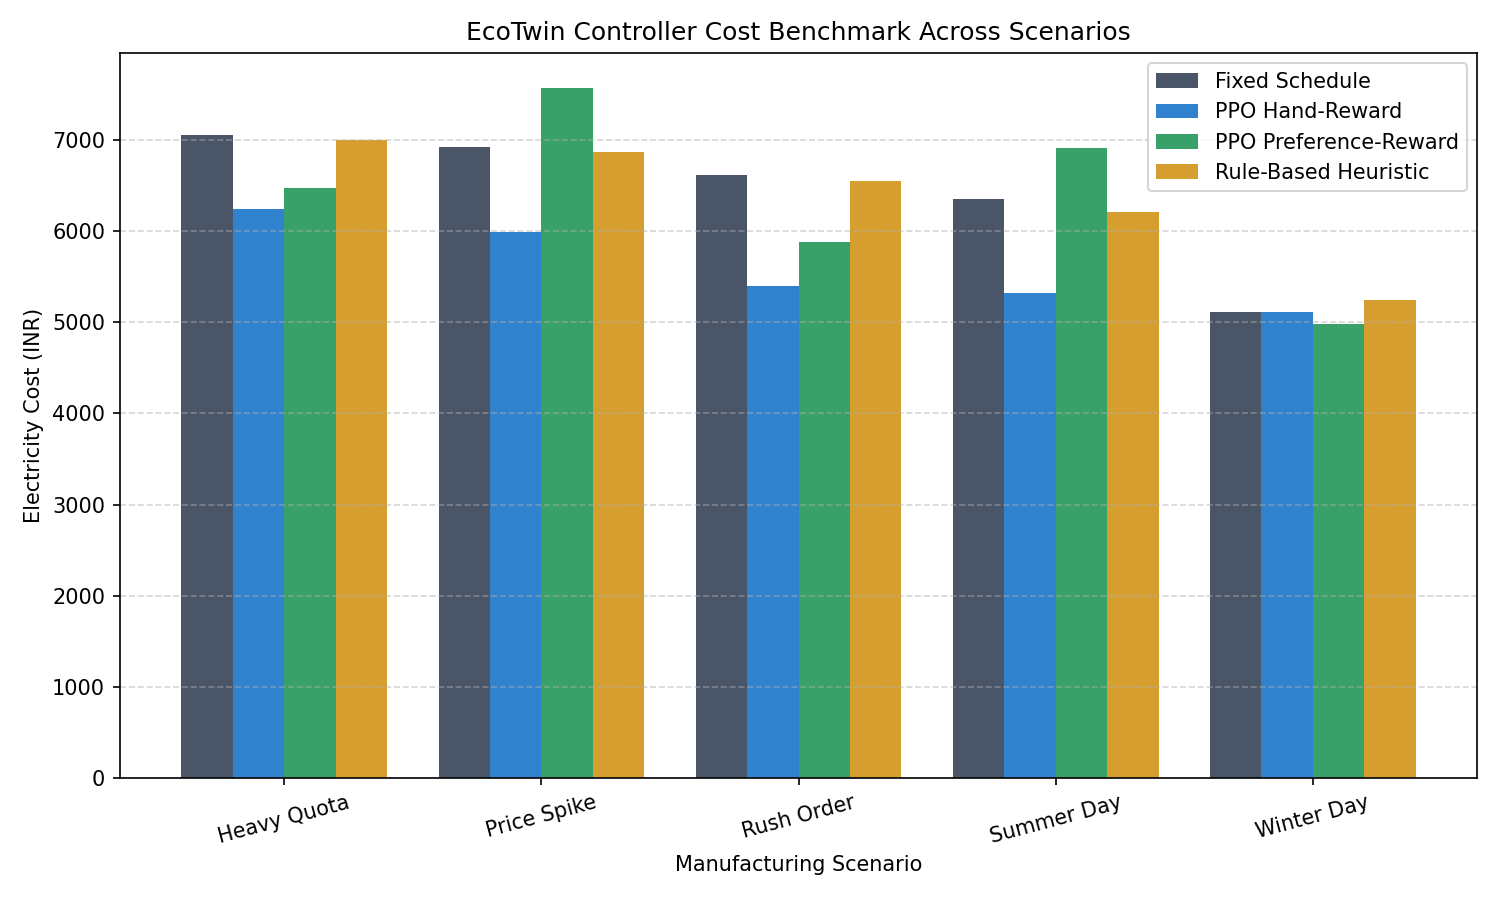 EcoTwin Controller Cost Benchmark Across Scenarios
Fixed Schedule
PPO Hand-Reward
PPO Preference-Reward
Rule-Based Heuristic
Electricity Cost (INR)
7000
6000
5000
4000
3000
2000
1000
0
Heavy Quota
Price Spike
Rush Order
Summer Day
Winter Day
Manufacturing Scenario